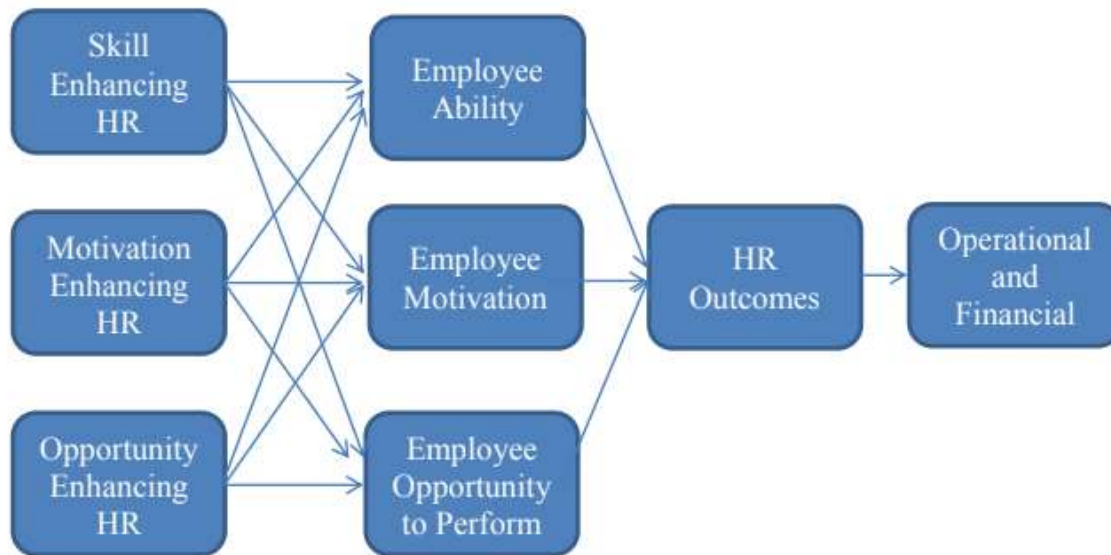 Skill
Enhancing
HR
Employee
Ability
Motivation
Enhancing
HR
Employee
Motivation
HR
Outcomes
Operational
and
Financial
Opportunity
Enhancing
HR
Employee
Opportunity
to Perform